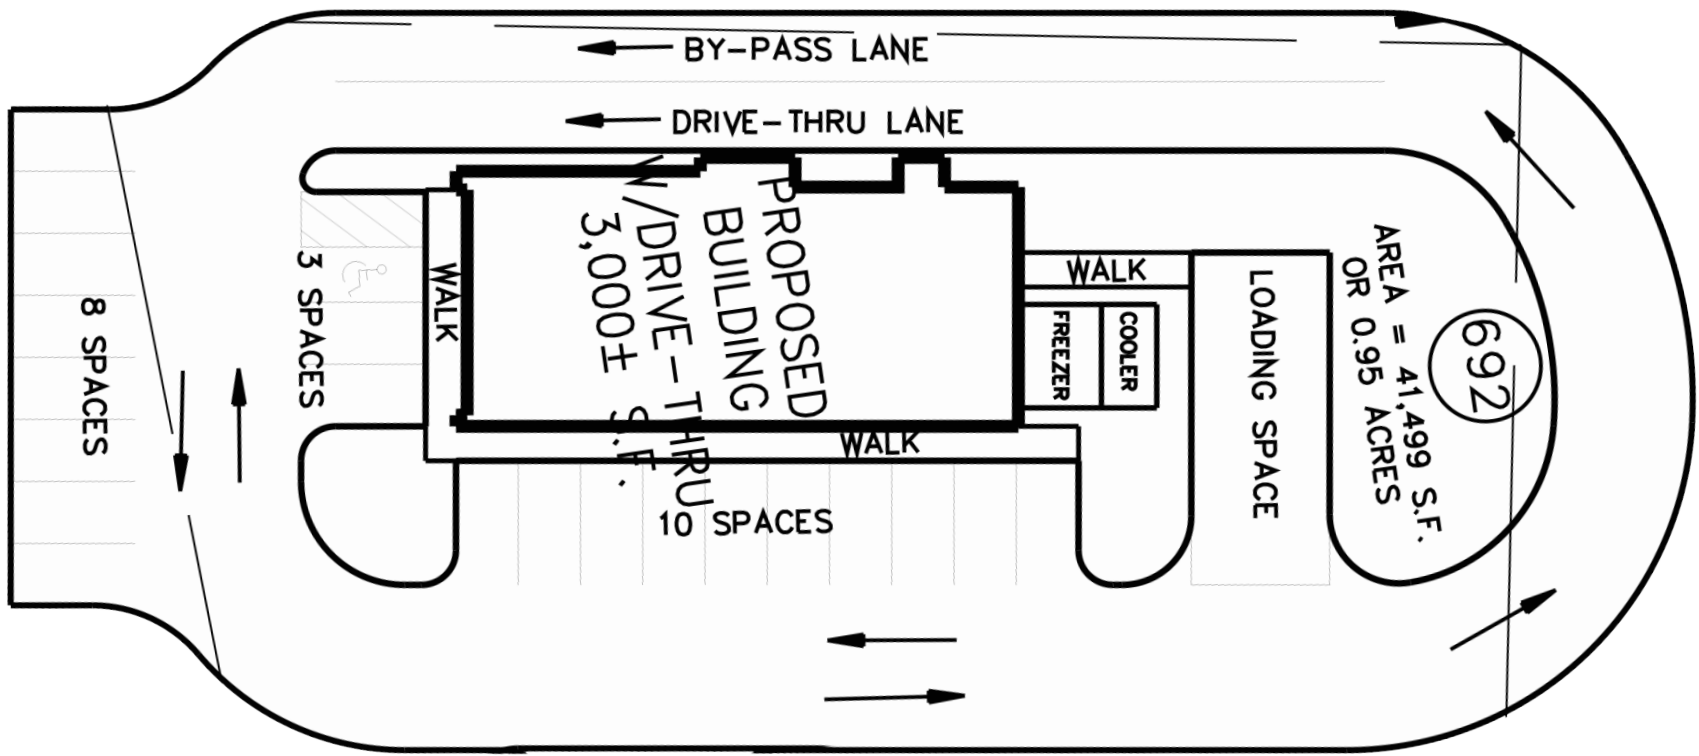 BY-PASS LANE
DRIVE-THRU LANE
8 SPACES
3 SPACES
WALK
PROPOSED
BUILDING
W/DRIVE-THRU
3,000± S.F.
WALK
10 SPACES
WALK
FREEZER
COOLER
LOADING SPACE
AREA = 41,499 S.F.
OR 0.95 ACRES
692